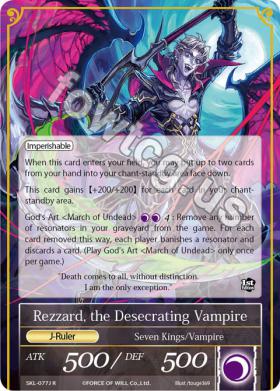 Imperishable
When this card enters your field, you may put up to two cards
from your hand into your chant-standby area face down.
This card gains [+200/+200] for each card in your chant-
standby area.
God's Art <March of Undead> : Remove any number
of resonators in your graveyard from the game. For each
card removed this way, each player banishes a resonator and
discards a card. (Play God's Art <March of Undead> only once
per game.)
"Death comes to all, without distinction.
I am the only exception."
1st
Edition
Rezzard, the Desecrating Vampire
J-Ruler Seven Kings/Vampire
ATK 500/ DEF 500
SKL-077J R ©FORCE OF WILL Co.,Ltd. Illust./touge369